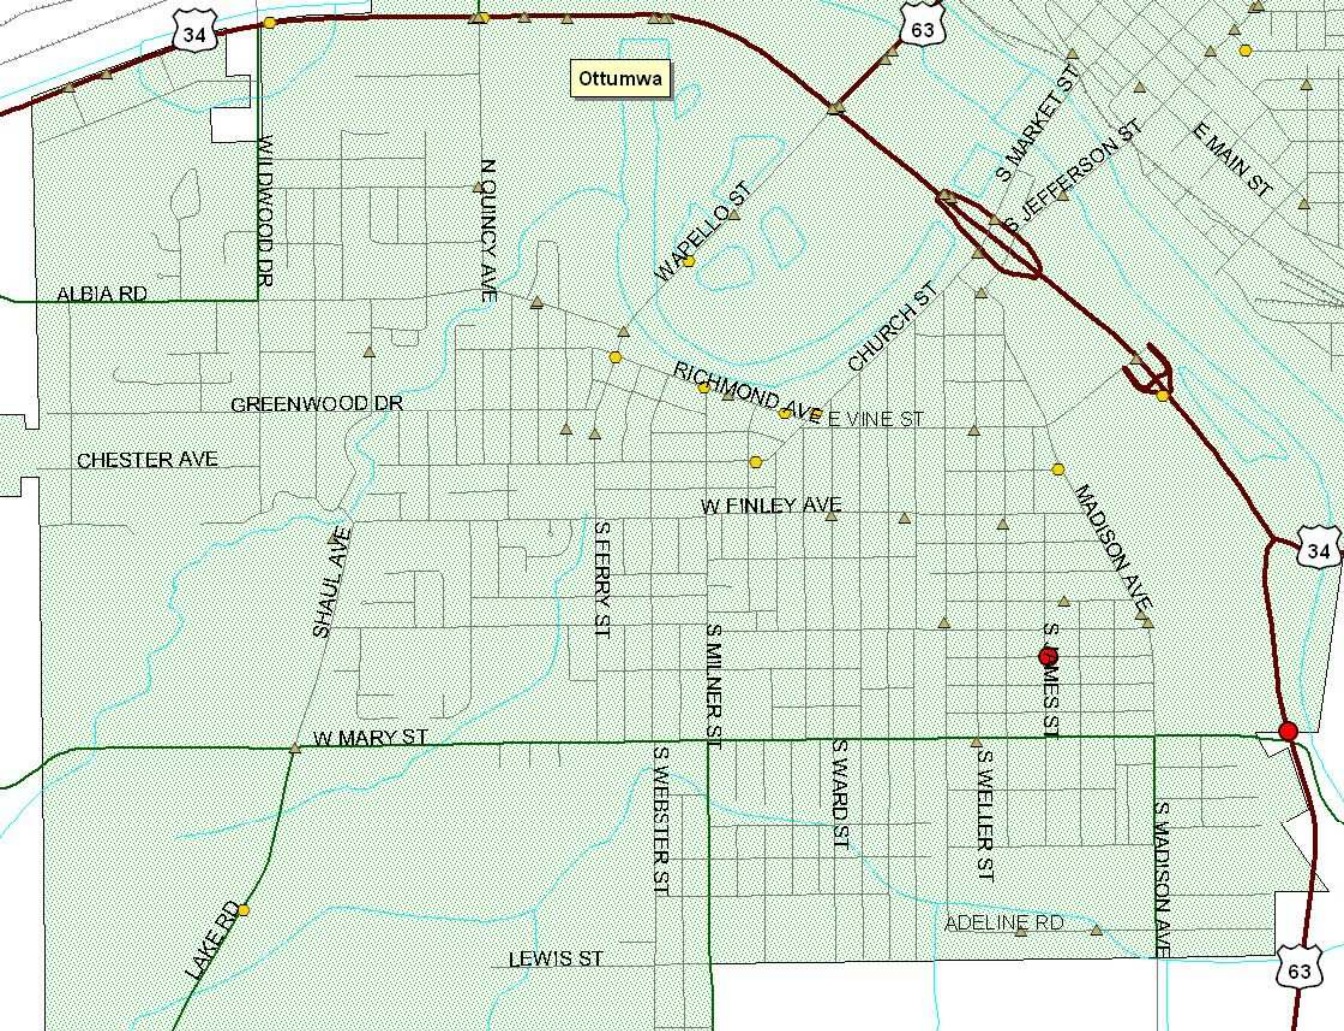 34
63
Ottumwa
S MARKET ST
S JEFFERSON ST
E MAIN ST
WILDWOOD DR
N QUINCY AVE
WAPELLO ST
ALBIA RD
CHURCH ST
RICHMOND AVE
GREENWOOD DR
E VINE ST
CHESTER AVE
W FINLEY AVE
MADISON AVE
34
SHAUL AVE
S FERRY ST
S MILNER ST
S JAMES ST
W MARY ST
S WEBSTER ST
S WARD ST
S WELLER ST
S MADISON AVE
LAKE RD
ADELINE RD
LEWIS ST
63